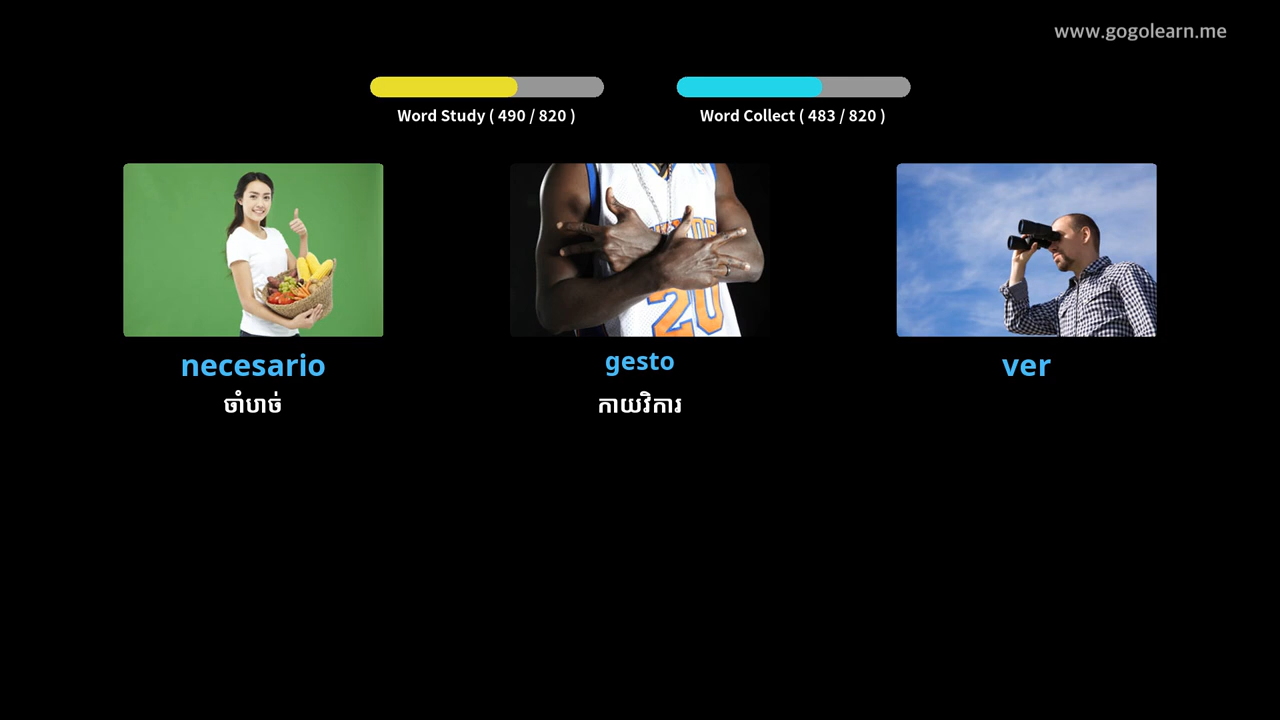 www.gogolearn.me
Word Study ( 490 / 820 )
Word Collect ( 483 / 820 )
20
necesario
gesto
ver
ចាំបាច់
កាយវិការ